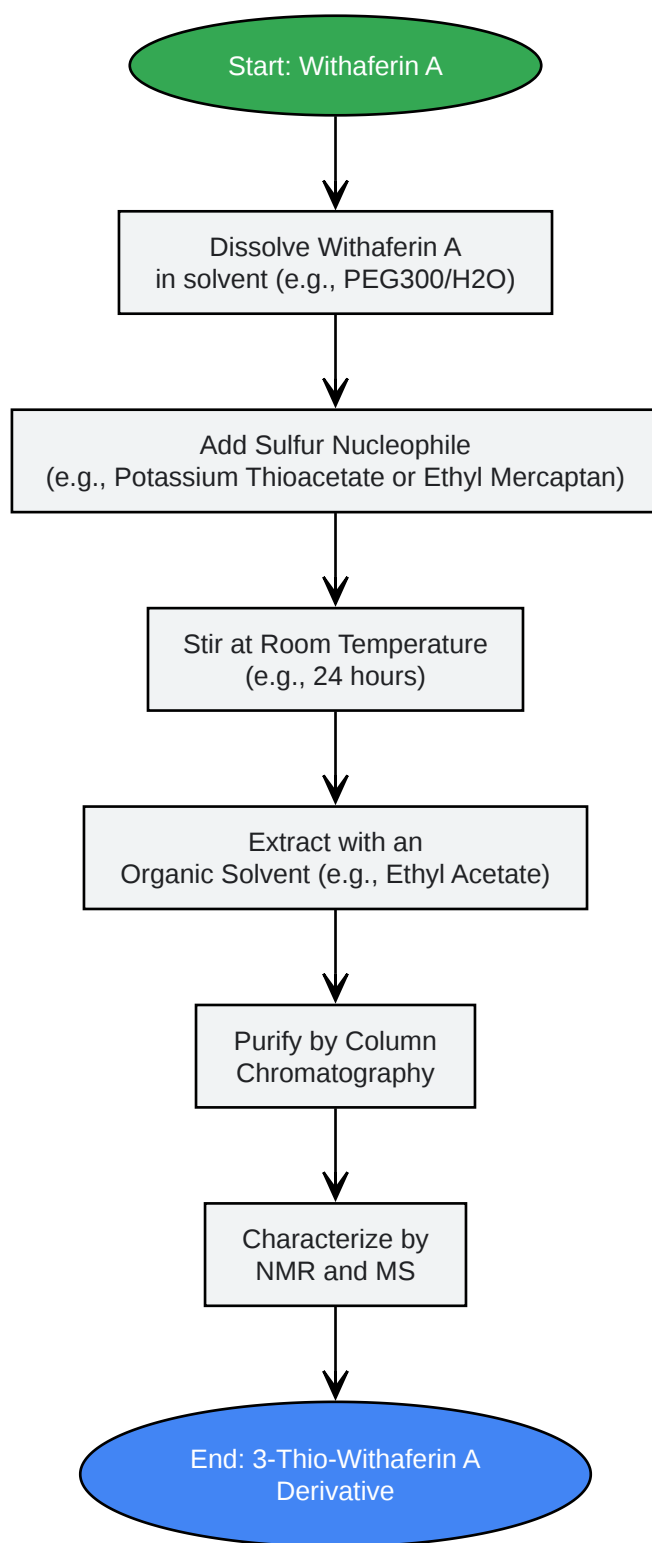 Start: Withaferin A
Dissolve Withaferin A
in solvent (e.g., PEG300/H2O)
Add Sulfur Nucleophile
(e.g., Potassium Thioacetate or Ethyl Mercaptan)
Stir at Room Temperature
(e.g., 24 hours)
Extract with an
Organic Solvent (e.g., Ethyl Acetate)
Purify by Column
Chromatography
Characterize by
NMR and MS
End: 3-Thio-Withaferin A
Derivative